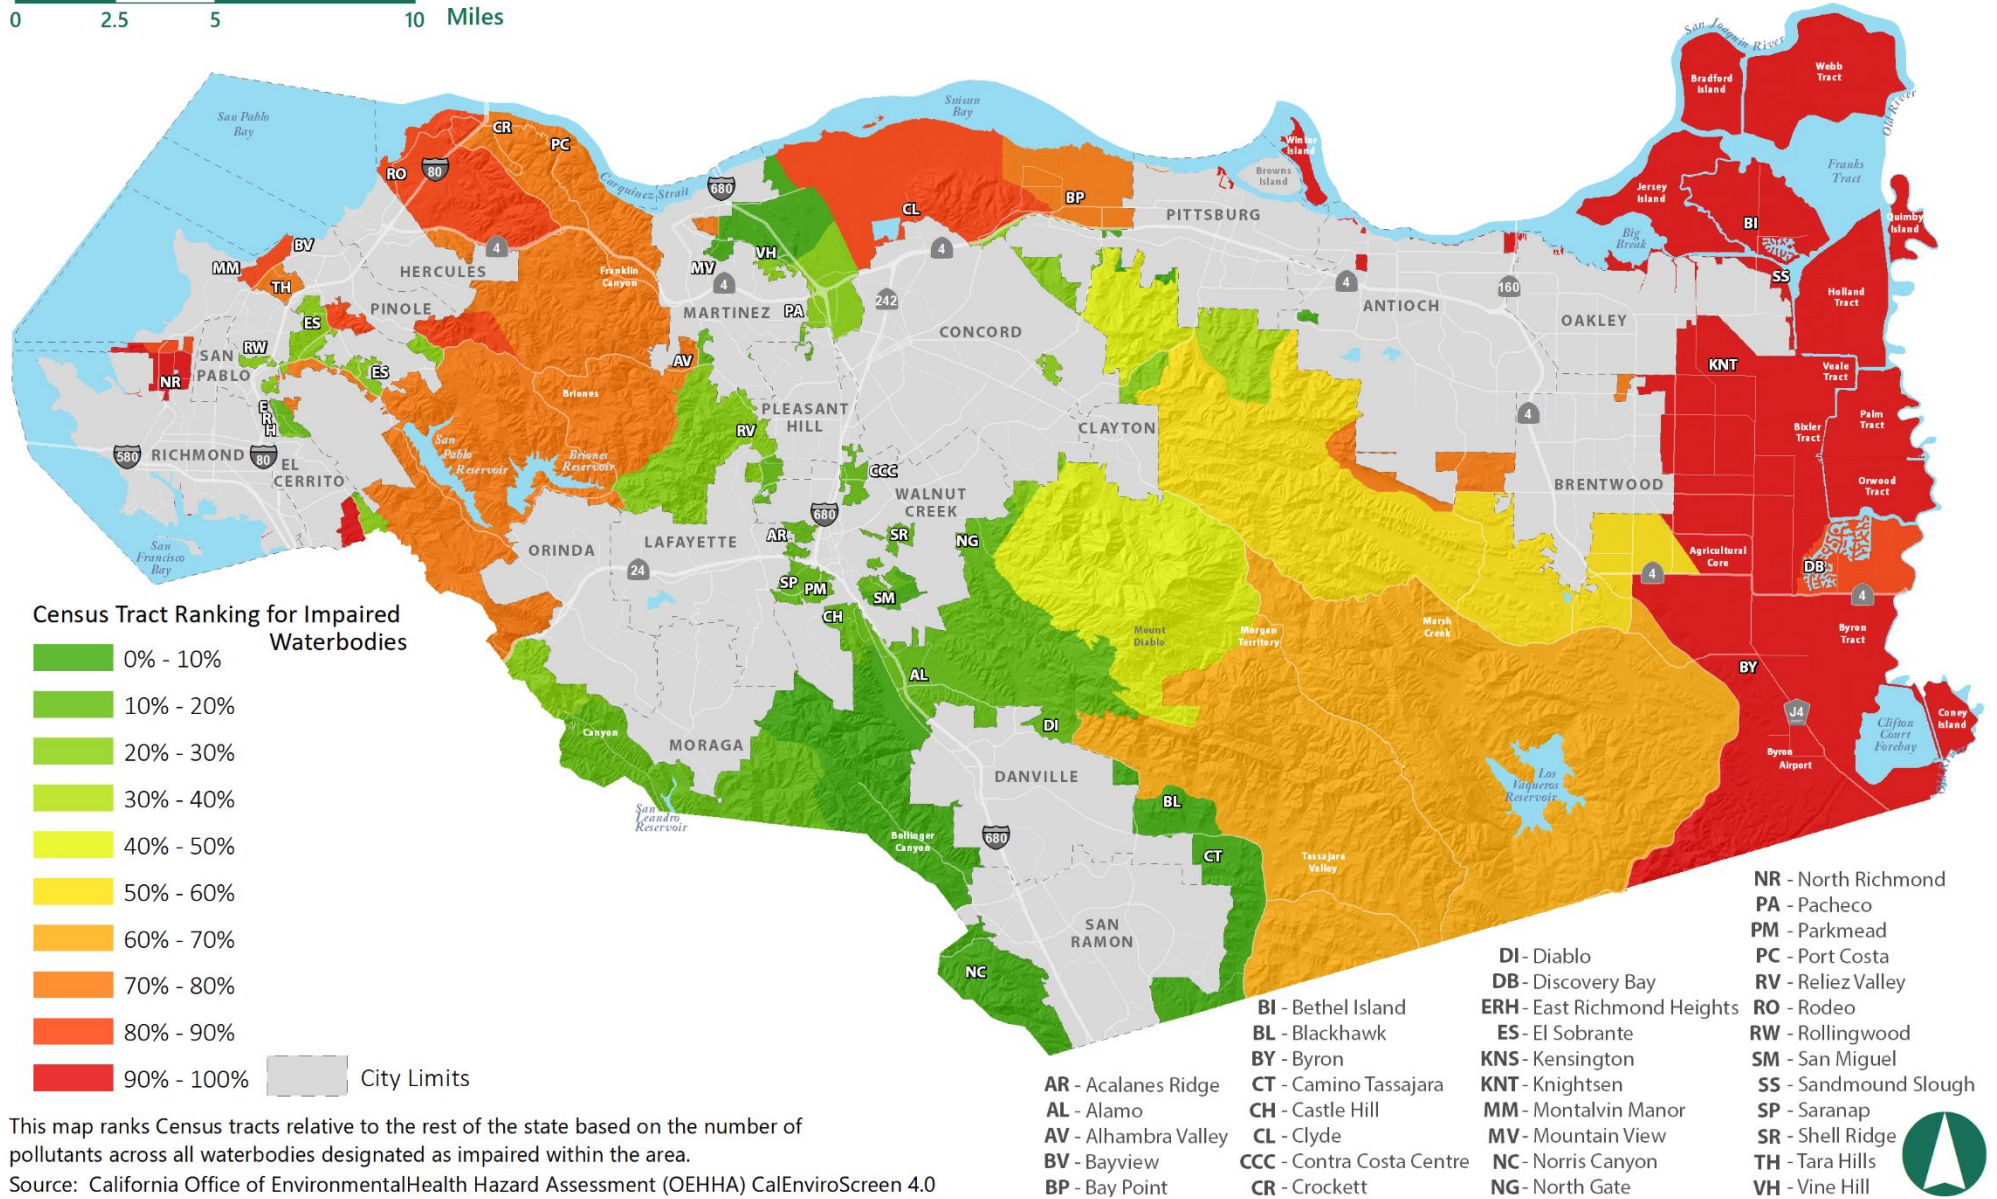 0 2.5 5 10 Miles
San Pablo
Bay
San Francisco
Bay
Carquinez Strait
Suisun
Bay
San Joaquin River
Old River
Franks
Tract
Big
Break
San
Pablo
Reservoir
Briones
Reservoir
San
Leandro
Reservoir
Los
Vaqueros
Reservoir
Clifton
Court
Forebay
Bradford
Island
Webb
Tract
Winter
Island
Browns
Island
Jersey
Island
Quimby
Island
Holland
Tract
Veale
Tract
Palm
Tract
Bixler
Tract
Orwood
Tract
Agricultural
Core
Byron
Tract
Coney
Island
Byron
Airport
Franklin
Canyon
Briones
Canyon
Bollinger
Canyon
Mount
Diablo
Morgan
Territory
Marsh
Creek
Tassajara
Valley
HERCULES
PINOLE
SAN
PABLO
RICHMOND
EL
CERRITO
MARTINEZ
CONCORD
PLEASANT
HILL
CLAYTON
WALNUT
CREEK
ORINDA
LAFAYETTE
MORAGA
DANVILLE
SAN
RAMON
PITTSBURG
ANTIOCH
OAKLEY
BRENTWOOD
CR
PC
RO
BV
MM
TH
ES
RW
ES
NR
E
R
H
MV
VH
PA
AV
RV
CL
BP
CCC
AR
SR
NG
SP
PM
SM
CH
AL
DI
BL
CT
NC
BI
SS
KNT
DB
BY
80
4
680
4
242
4
4
160
4
4
4
580
80
680
24
680
J4
Census Tract Ranking for Impaired
Waterbodies
0% - 10%
10% - 20%
20% - 30%
30% - 40%
40% - 50%
50% - 60%
60% - 70%
70% - 80%
80% - 90%
90% - 100%
City Limits
This map ranks Census tracts relative to the rest of the state based on the number of
pollutants across all waterbodies designated as impaired within the area.
Source: California Office of EnvironmentalHealth Hazard Assessment (OEHHA) CalEnviroScreen 4.0
AR - Acalanes Ridge
AL - Alamo
AV - Alhambra Valley
BV - Bayview
BP - Bay Point
BI - Bethel Island
BL - Blackhawk
BY - Byron
CT - Camino Tassajara
CH - Castle Hill
CL - Clyde
CCC - Contra Costa Centre
CR - Crockett
DI - Diablo
DB - Discovery Bay
ERH - East Richmond Heights
ES - El Sobrante
KNS - Kensington
KNT - Knightsen
MM - Montalvin Manor
MV - Mountain View
NC - Norris Canyon
NG - North Gate
NR - North Richmond
PA - Pacheco
PM - Parkmead
PC - Port Costa
RV - Reliez Valley
RO - Rodeo
RW - Rollingwood
SM - San Miguel
SS - Sandmound Slough
SP - Saranap
SR - Shell Ridge
TH - Tara Hills
VH - Vine Hill